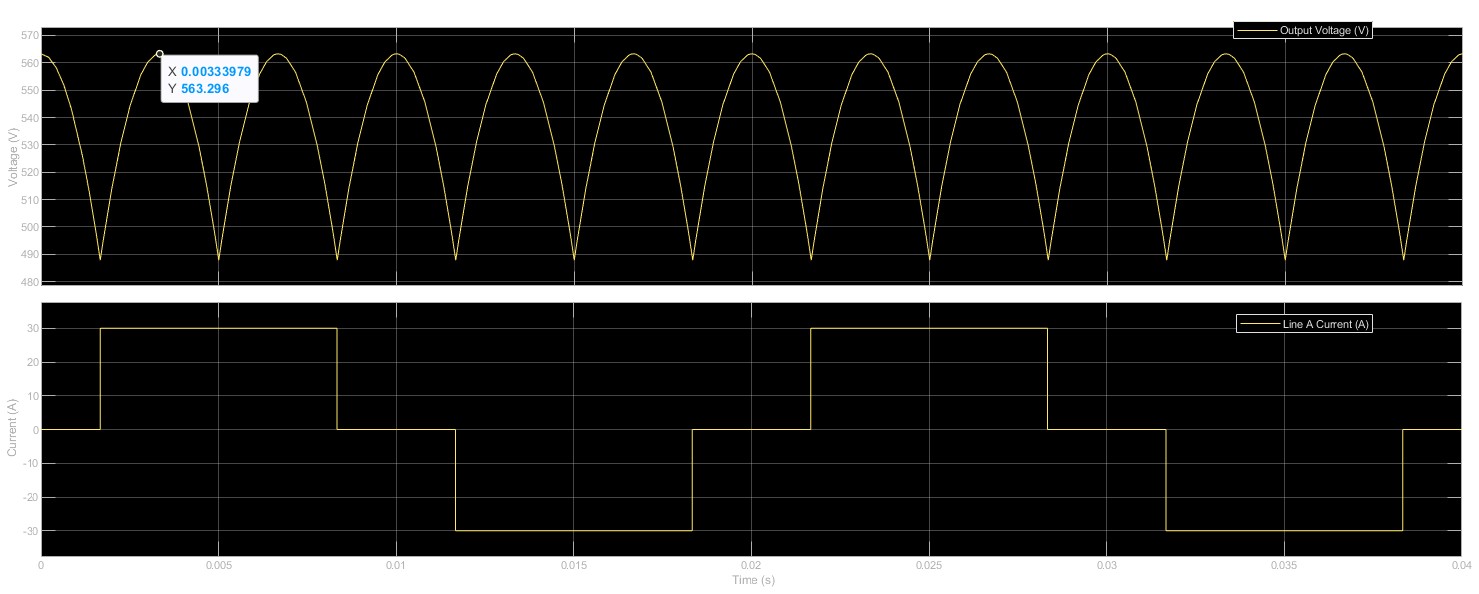 Output Voltage (V)
570
560
550
540
530
520
510
500
490
480
Voltage (V)
X 0.00333979
Y 563.296
Line A Current (A)
30
20
10
0
-10
-20
-30
Current (A)
0 0.005 0.01 0.015 0.02 0.025 0.03 0.035 0.04
Time (s)